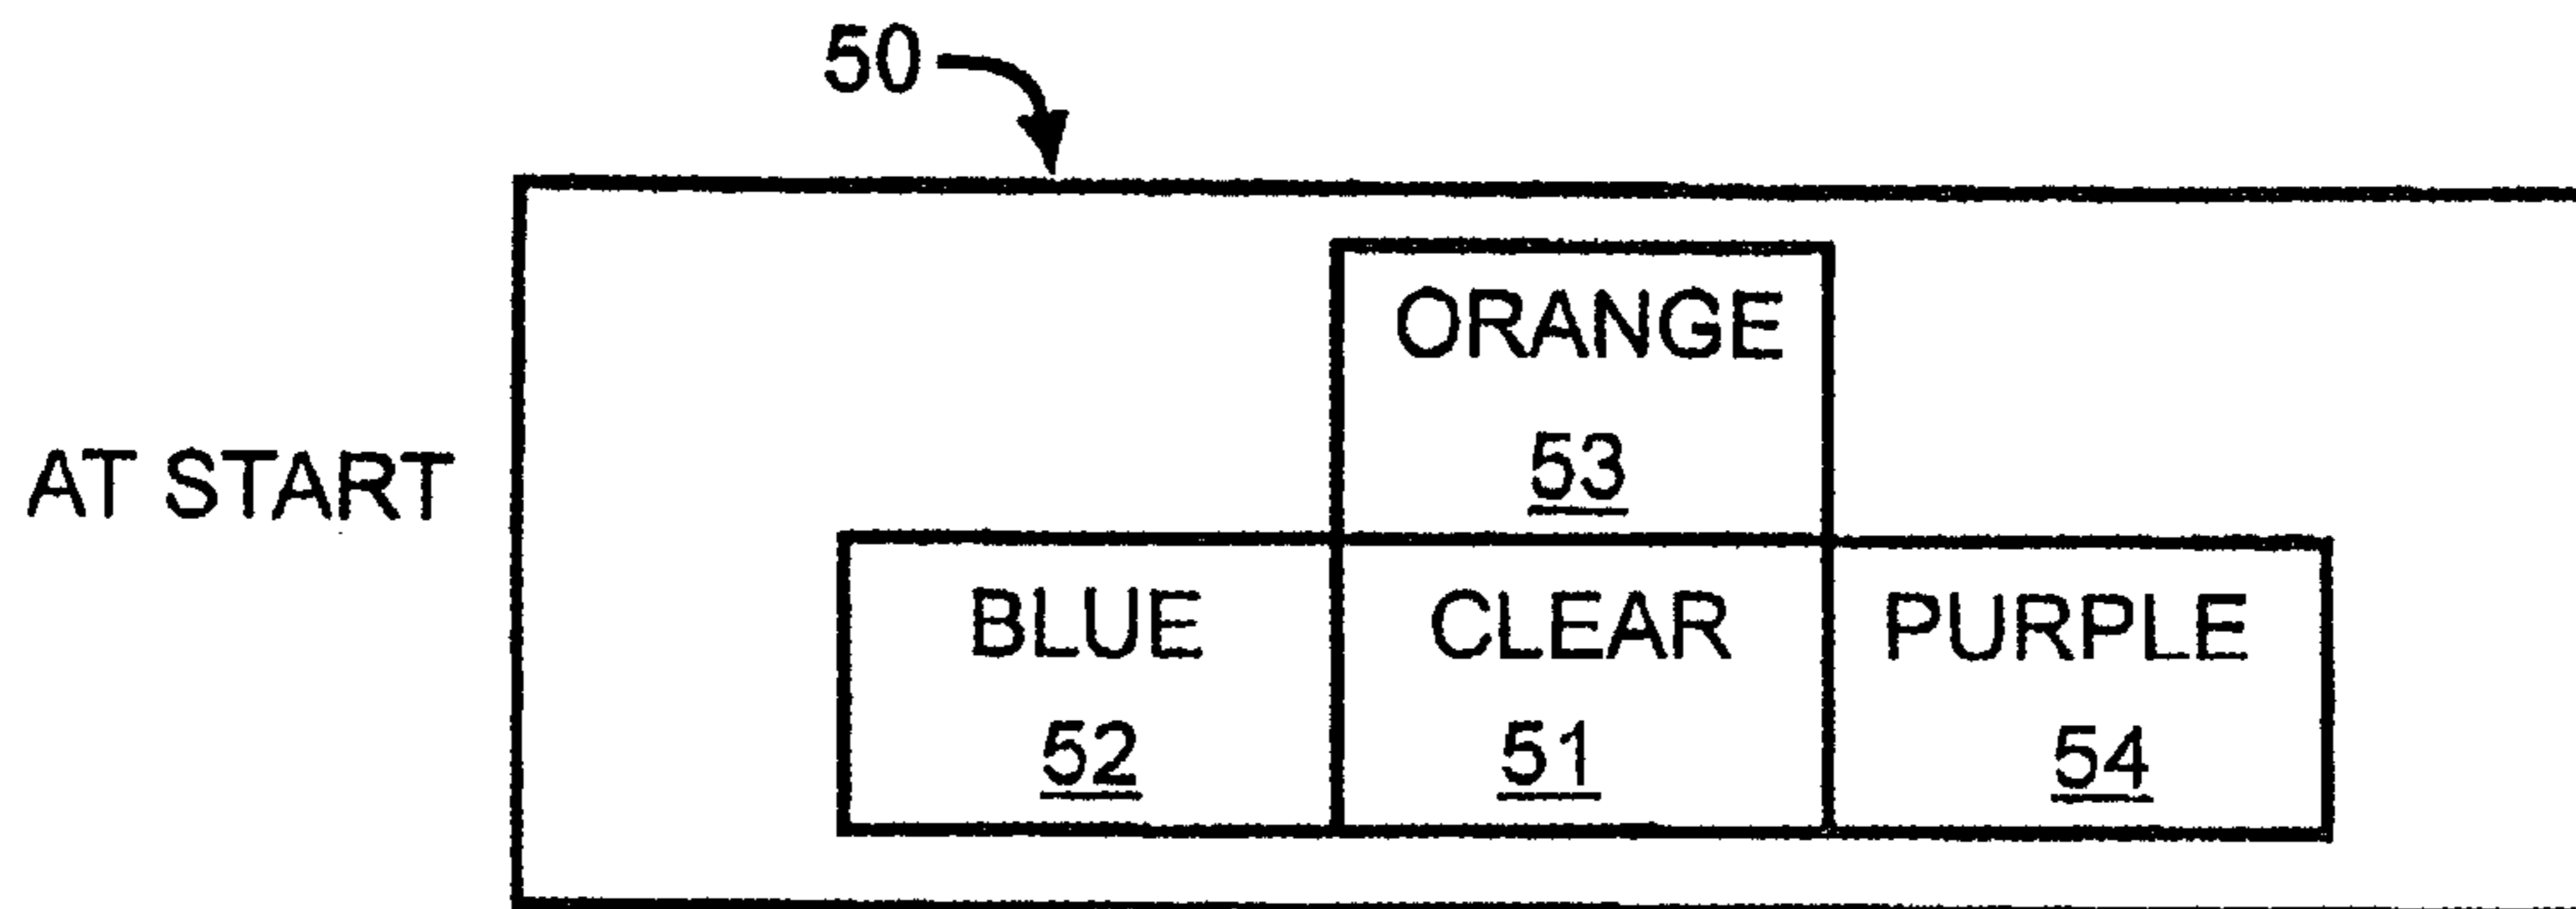 50
ORANGE
53
AT START
BLUE CLEAR PURPLE
52 51 54